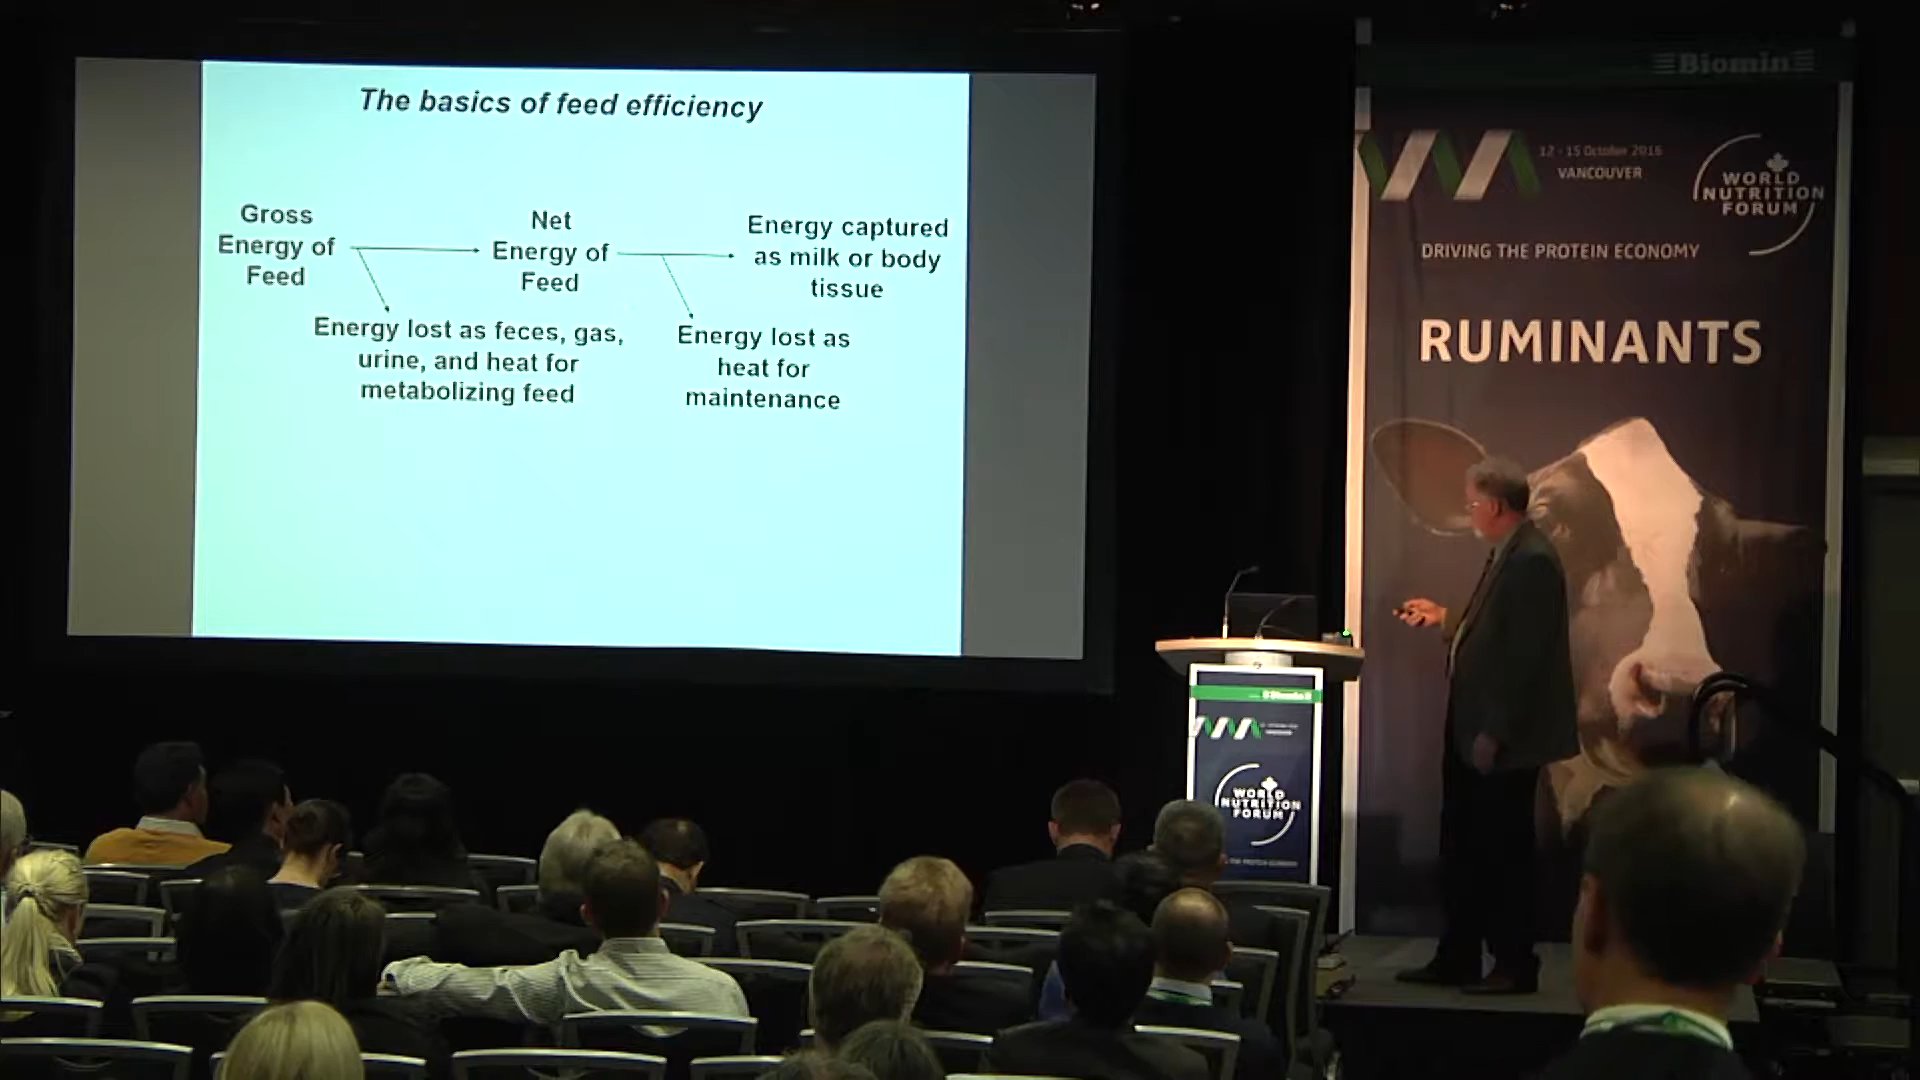 The basics of feed efficiency
Gross
Energy of
Feed
Net
Energy of
Feed
Energy captured
as milk or body
tissue
Energy lost as feces, gas,
urine, and heat for
metabolizing feed
Energy lost as
heat for
maintenance
Biomin
12 - 15 October 2016
VANCOUVER
WORLD
NUTRITION
FORUM
DRIVING THE PROTEIN ECONOMY
RUMINANTS
Biomin
WORLD
NUTRITION
FORUM